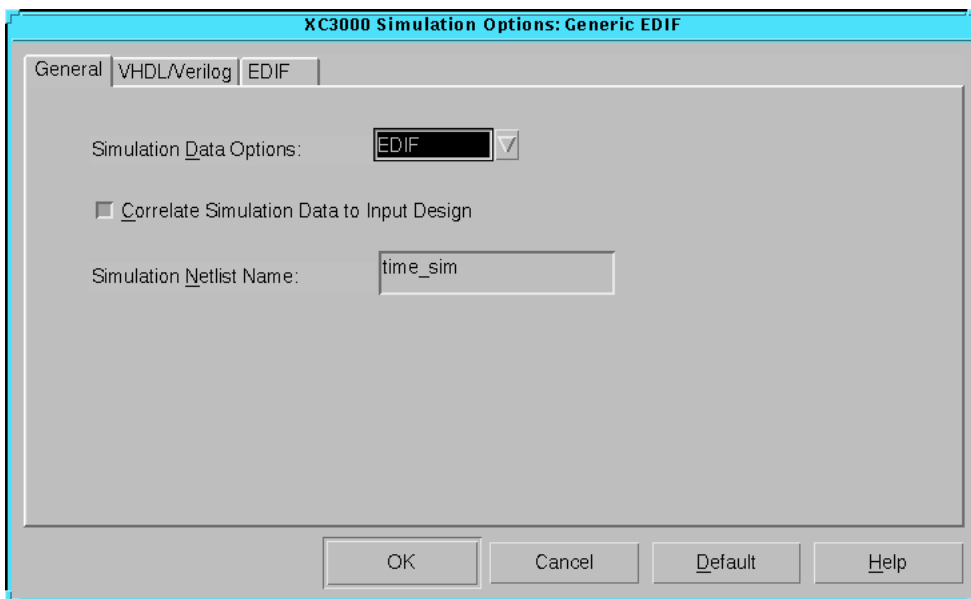 XC3000 Simulation Options: Generic EDIF
General VHDL/Verilog EDIF
Simulation Data Options: EDIF
Correlate Simulation Data to Input Design
Simulation Netlist Name: time_sim
OK Cancel Default Help